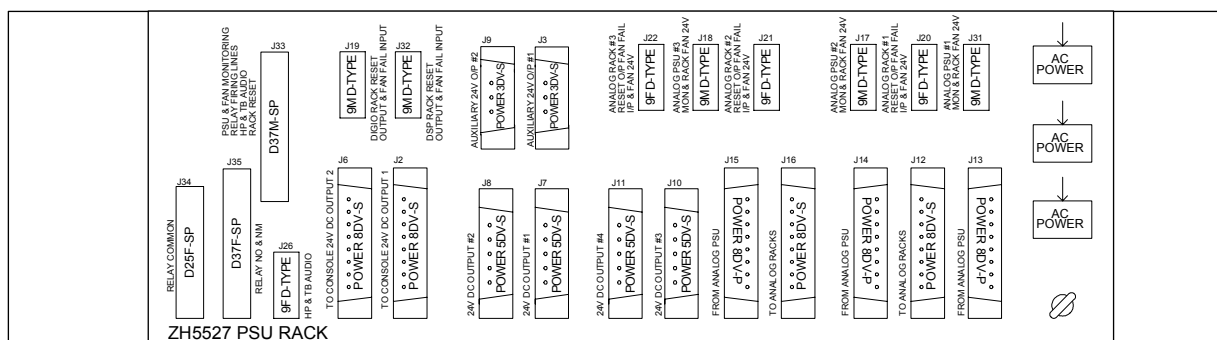 PSU & FAN MONITORING
RELAY FIRING LINES
HP & TB AUDIO
RACK RESET
J33
D37M-SP
J19
9M D-TYPE
DIGIO RACK RESET
OUTPUT & FAN FAIL INPUT
J32
9M D-TYPE
DSP RACK RESET
OUTPUT & FAN FAIL INPUT
AUXILIARY 24V O/P #2
J9
POWER 3DV-S
AUXILIARY 24V O/P #1
J3
POWER 3DV-S
ANALOG RACK #3
RESET O/P FAN FAIL
I/P & FAN 24V
J22
9F D-TYPE
ANALOG PSU #3
MON & RACK FAN 24V
J18
9M D-TYPE
ANALOG RACK #2
RESET O/P FAN FAIL
I/P & FAN 24V
J21
9F D-TYPE
ANALOG PSU #2
MON & RACK FAN 24V
J17
9M D-TYPE
ANALOG RACK #1
RESET O/P FAN FAIL
I/P & FAN 24V
J20
9F D-TYPE
ANALOG PSU #1
MON & RACK FAN 24V
J31
9M D-TYPE
AC
POWER
AC
POWER
AC
POWER
RELAY COMMON
J34
D25F-SP
J35
D37F-SP
RELAY NO & NM
J26
9F D-TYPE
HP & TB AUDIO
TO CONSOLE 24V DC OUTPUT 2
J6
POWER 8DV-S
TO CONSOLE 24V DC OUTPUT 1
J2
POWER 8DV-S
24V DC OUTPUT #2
J8
POWER 5DV-S
24V DC OUTPUT #1
J7
POWER 5DV-S
24V DC OUTPUT #4
J11
POWER 5DV-S
24V DC OUTPUT #3
J10
POWER 5DV-S
FROM ANALOG PSU
J15
POWER 8DV-P
TO ANALOG RACKS
J16
POWER 8DV-S
FROM ANALOG PSU
J14
POWER 8DV-P
TO ANALOG RACKS
J12
POWER 8DV-S
FROM ANALOG PSU
J13
POWER 8DV-P
ZH5527 PSU RACK